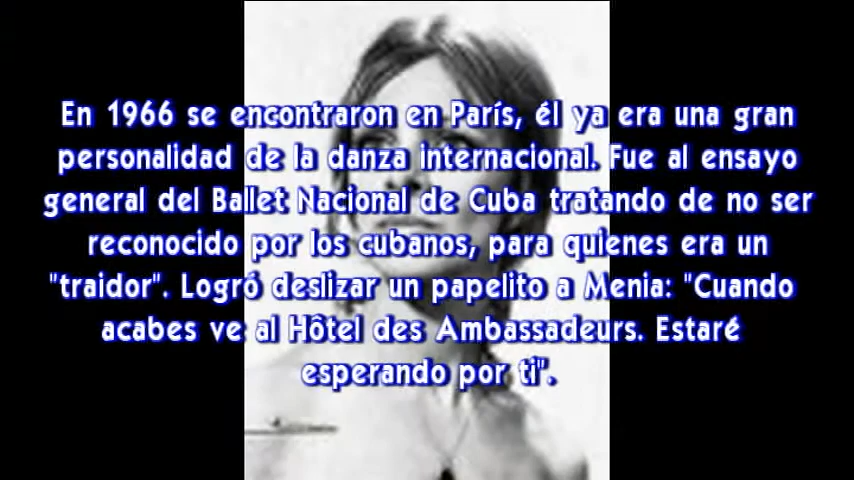 En 1966 se encontraron en París, él ya era una gran
personalidad de la danza internacional. Fue al ensayo
general del Ballet Nacional de Cuba tratando de no ser
reconocido por los cubanos, para quienes era un
"traidor". Logró deslizar un papelito a Menia: "Cuando
acabes ve al Hôtel des Ambassadeurs. Estaré
esperando por ti".